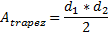 A_trapez = (d_1 * d_2) / 2